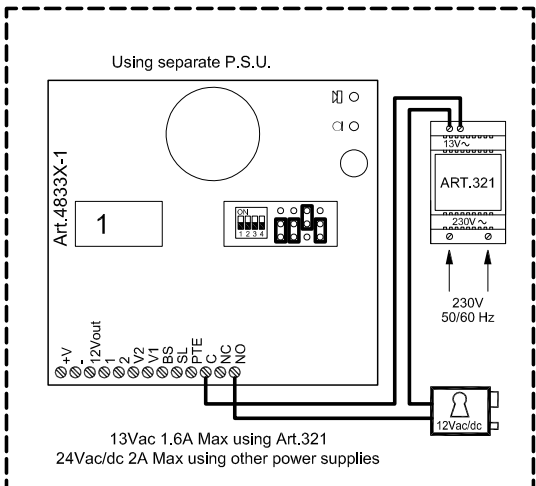 Using separate P.S.U.
Art.4833X-1
1
ON
1 2 3 4
13V~
ART.321
230V~
230V
50/60 Hz
+V
-
12Vout
1
2
V2
V1
BS
SL
PTE
C
NC
NO
12Vac/dc
13Vac 1.6A Max using Art.321
24Vac/dc 2A Max using other power supplies